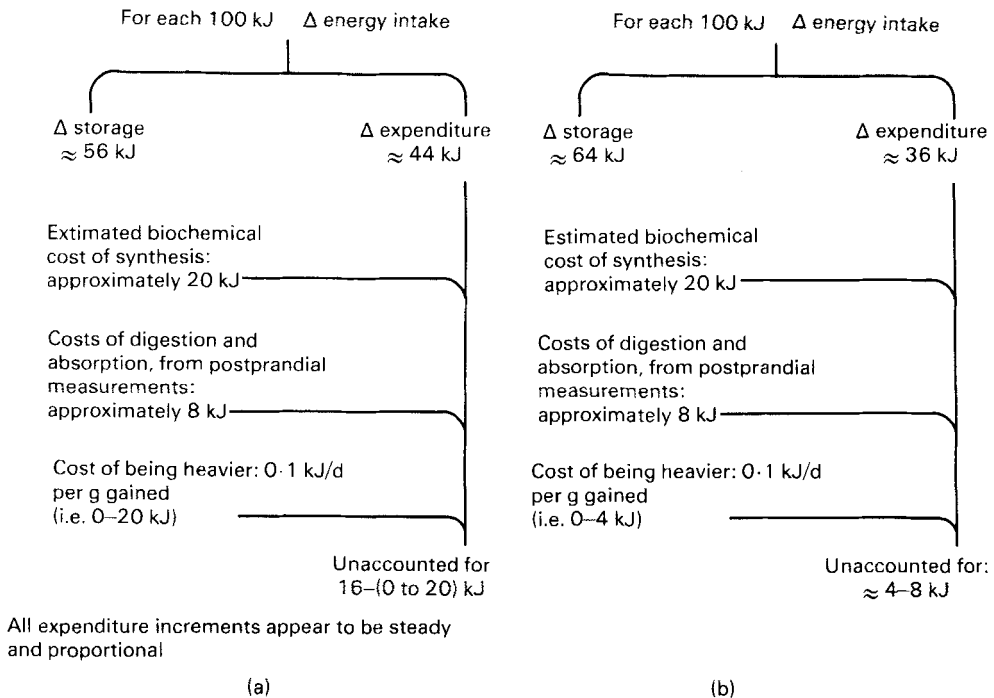 For each 100 kJ Δ energy intake
Δ storage
≈ 56 kJ
Δ expenditure
≈ 44 kJ
Extimated biochemical
cost of synthesis:
approximately 20 kJ
Costs of digestion and
absorption, from postprandial
measurements:
approximately 8 kJ
Cost of being heavier: 0·1 kJ/d
per g gained
(i.e. 0–20 kJ)
Unaccounted for
16–(0 to 20) kJ
All expenditure increments appear to be steady
and proportional
(a)
For each 100 kJ Δ energy intake
Δ storage
≈ 64 kJ
Δ expenditure
≈ 36 kJ
Estimated biochemical
cost of synthesis:
approximately 20 kJ
Costs of digestion and
absorption, from postprandial
measurements:
approximately 8 kJ
Cost of being heavier: 0·1 kJ/d
per g gained
(i.e. 0–4 kJ)
Unaccounted for:
≈ 4–8 kJ
(b)